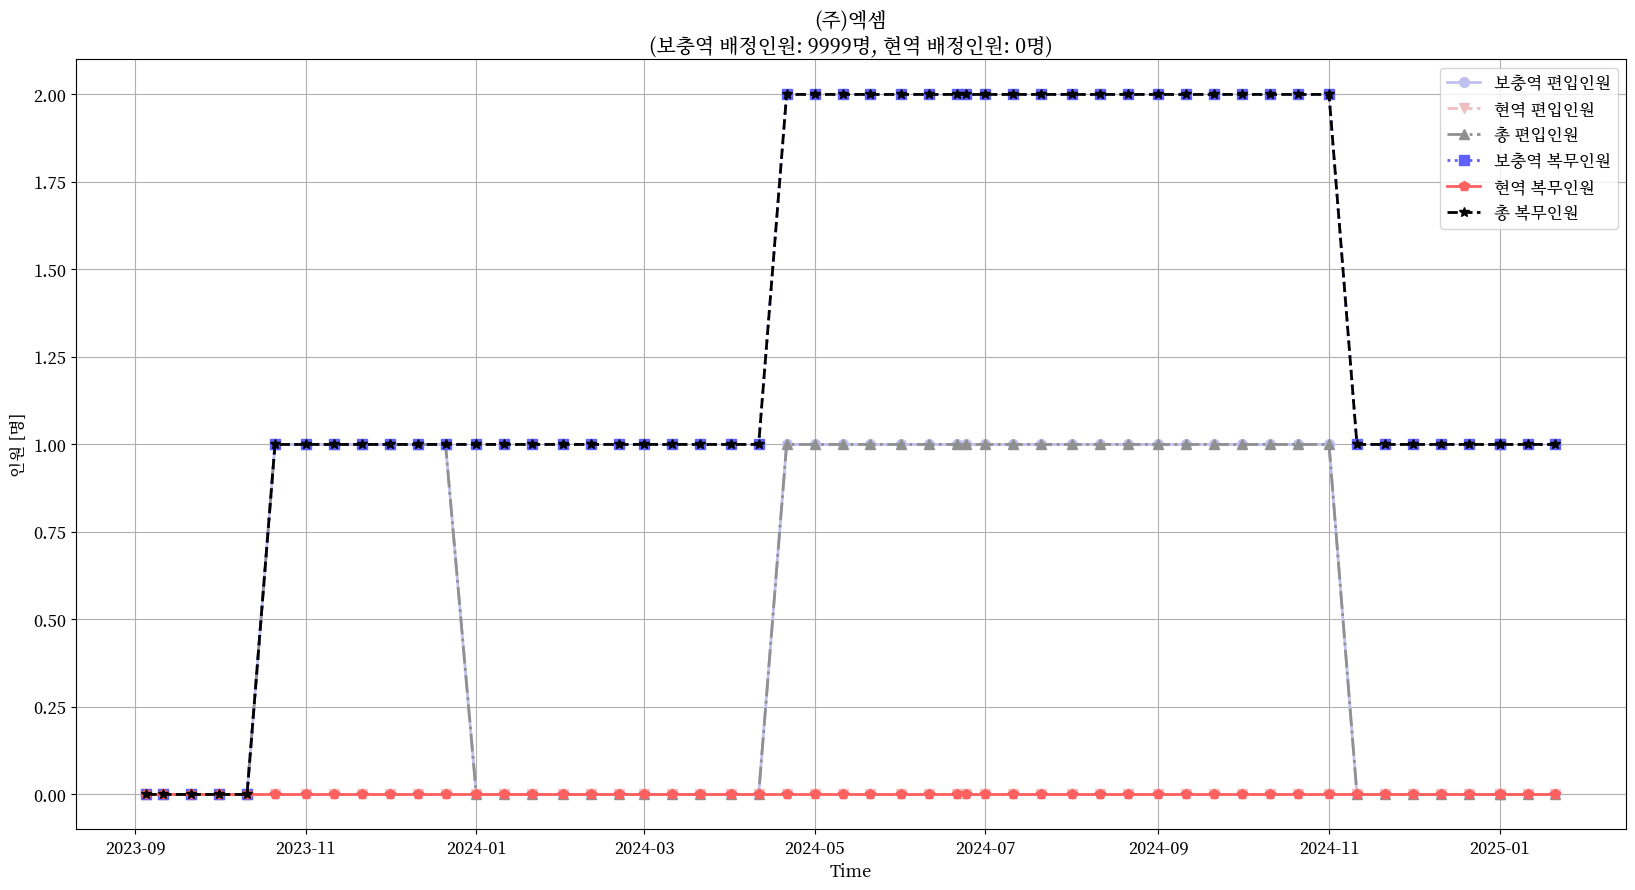 (주)엑셈
(보충역 배정인원: 9999명, 현역 배정인원: 0명)
보충역 편입인원
현역 편입인원
총 편입인원
보충역 복무인원
현역 복무인원
총 복무인원
인원 [명]
2.00
1.75
1.50
1.25
1.00
0.75
0.50
0.25
0.00
2023-09
2023-11
2024-01
2024-03
2024-05
2024-07
2024-09
2024-11
2025-01
Time